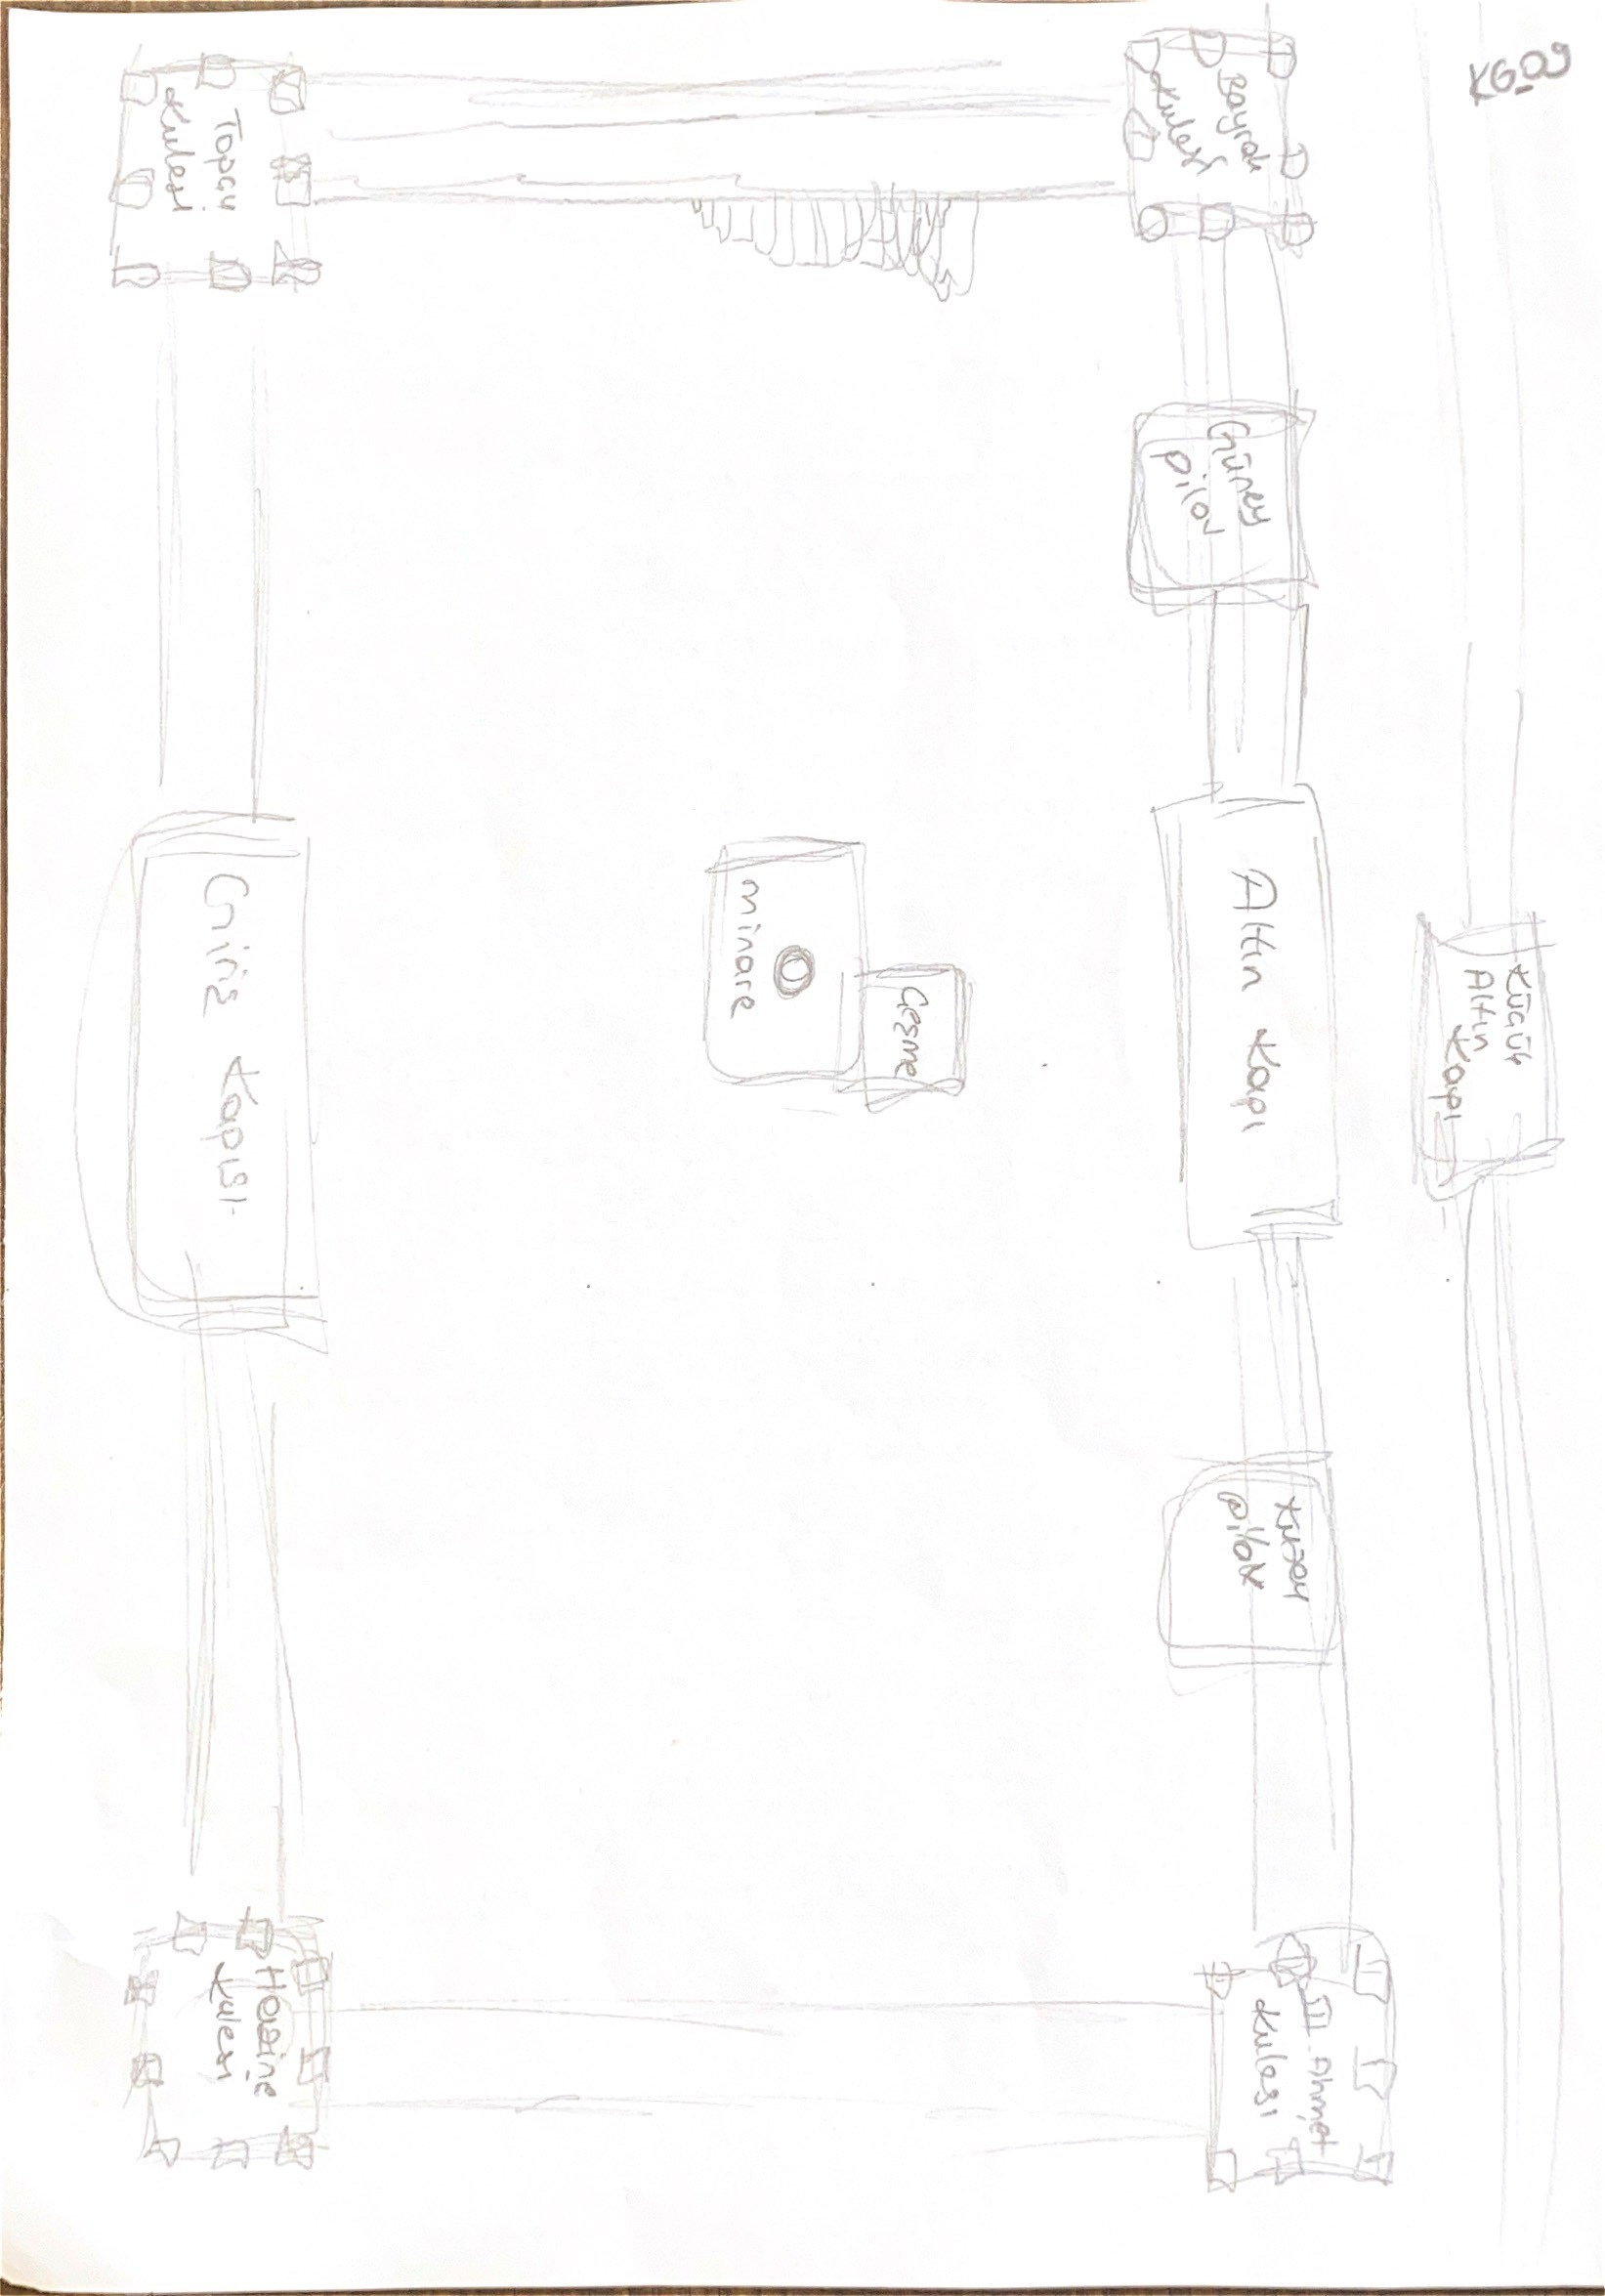 KG09
Topçu
Kulesi
Bayrak
Kulesi
Güney
Pilon
Giriş Kapısı
minare
Çeşme
Altın Kapı
Küçük
Altın
Kapı
Kuzey
pilon
Hazine
Kulesi
II. Ahmet
Kulesi